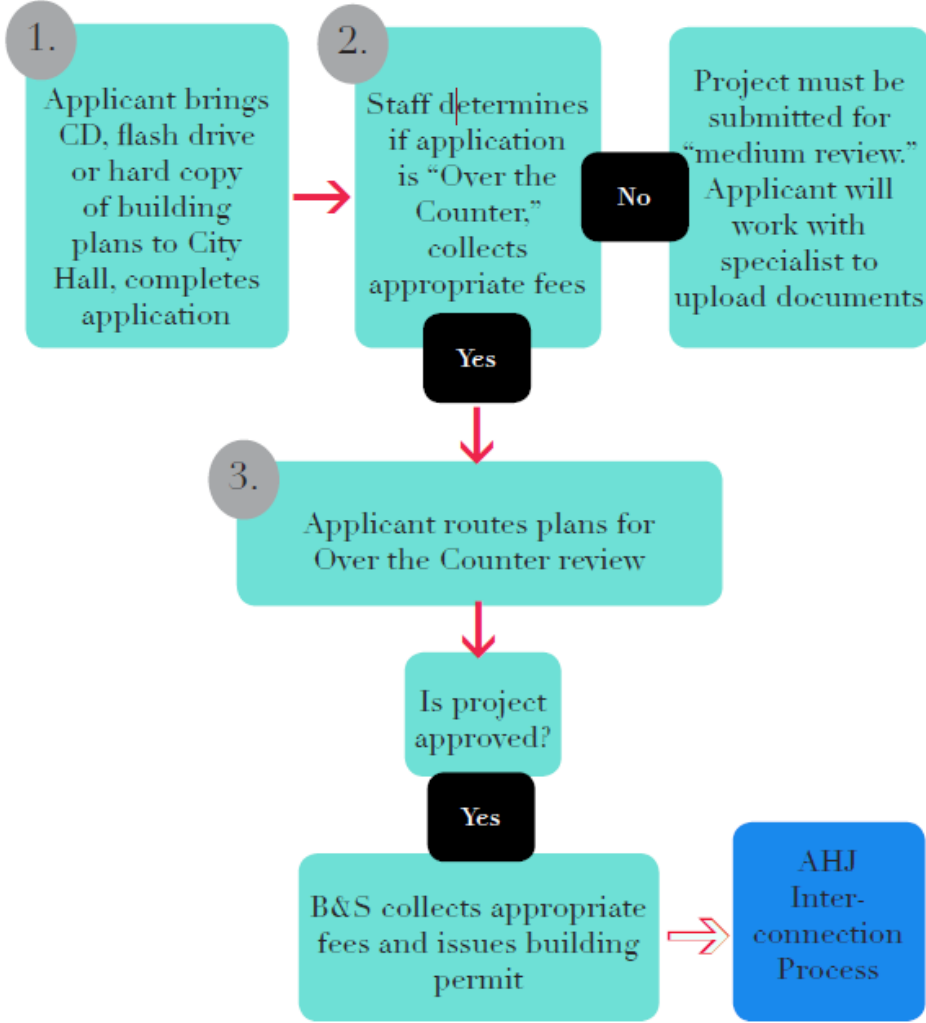 1.
Applicant brings
CD, flash drive
or hard copy
of building
plans to City
Hall, completes
application
2.
Staff determines
if application
is “Over the
Counter,”
collects
appropriate fees
No
Project must be
submitted for
“medium review.”
Applicant will
work with
specialist to
upload documents
Yes
3.
Applicant routes plans for
Over the Counter review
Is project
approved?
Yes
B&S collects appropriate
fees and issues building
permit
AHJ
Inter-
connection
Process